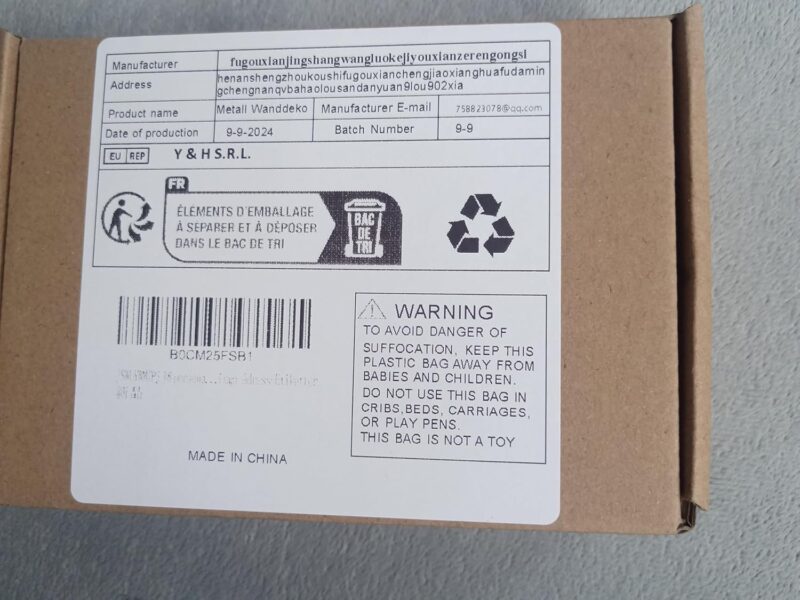 Manufacturer fugouxianjingshangwangluokejiyouxianzerengongsi
Address henanshengzhoukoushifugouxianchengjiaoxianghuafudamin
gchengnanqvbahaolousandanyuan9lou902xia
Product name Metall Wanddeko Manufacturer E-mail 758823078@qq.com
Date of production 9-9-2024 Batch Number 9-9
EU REP Y & H S.R.L.
FR
ÉLÉMENTS D'EMBALLAGE
À SÉPARER ET À DÉPOSER
DANS LE BAC DE TRI
BAC
DE
TRI
B0CM25FSB1
MADE IN CHINA
WARNING
TO AVOID DANGER OF
SUFFOCATION, KEEP THIS
PLASTIC BAG AWAY FROM
BABIES AND CHILDREN.
DO NOT USE THIS BAG IN
CRIBS,BEDS, CARRIAGES,
OR PLAY PENS.
THIS BAG IS NOT A TOY